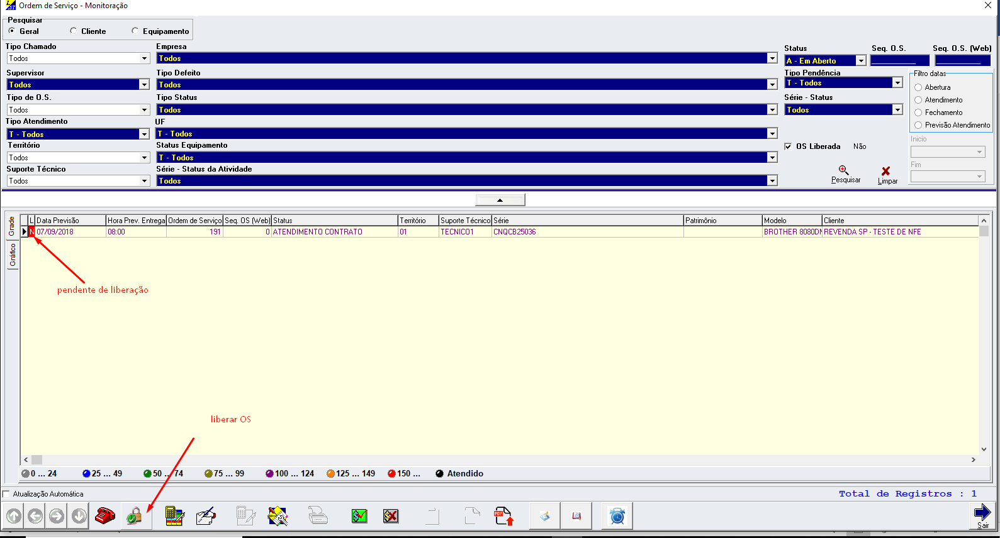 Ordem de Serviço - Monitoração
Pesquisar
Geral Cliente Equipamento
Tipo Chamado
Todos
Empresa
Todos
Status
A - Em Aberto
Seq. O.S.
Seq. O.S. (Web)
Supervisor
Todos
Tipo Defeito
Todos
Tipo Pendência
T - Todos
Filtro datas
Abertura
Atendimento
Fechamento
Previsão Atendimento
Tipo de O.S.
Todos
Tipo Status
Todos
Série - Status
Todos
Tipo Atendimento
T - Todos
UF
T - Todos
Território
Todos
Status Equipamento
T - Todos
OS Liberada Não
Inicio
Fim
Suporte Técnico
Todos
Série - Status da Atividade
Todos
Pesquisar
Limpar
Grade
Gráfico
L Data Previsão Hora Prev. Entrega Ordem de Serviço Seq. OS (Web) Status Território Suporte Técnico Série Patrimônio Modelo Cliente
N 07/09/2018 08:00 191 0 ATENDIMENTO CONTRATO 01 TECNICO1 CNQCB25036 BROTHER 8080DN REVENDA SP - TESTE DE NFE
pendente de liberação
liberar OS
0 ... 24 25 ... 49 50 ... 74 75 ... 99 100 ... 124 125 ... 149 150 ... Atendido
Atualização Automática
Total de Registros : 1
PDF
Sair